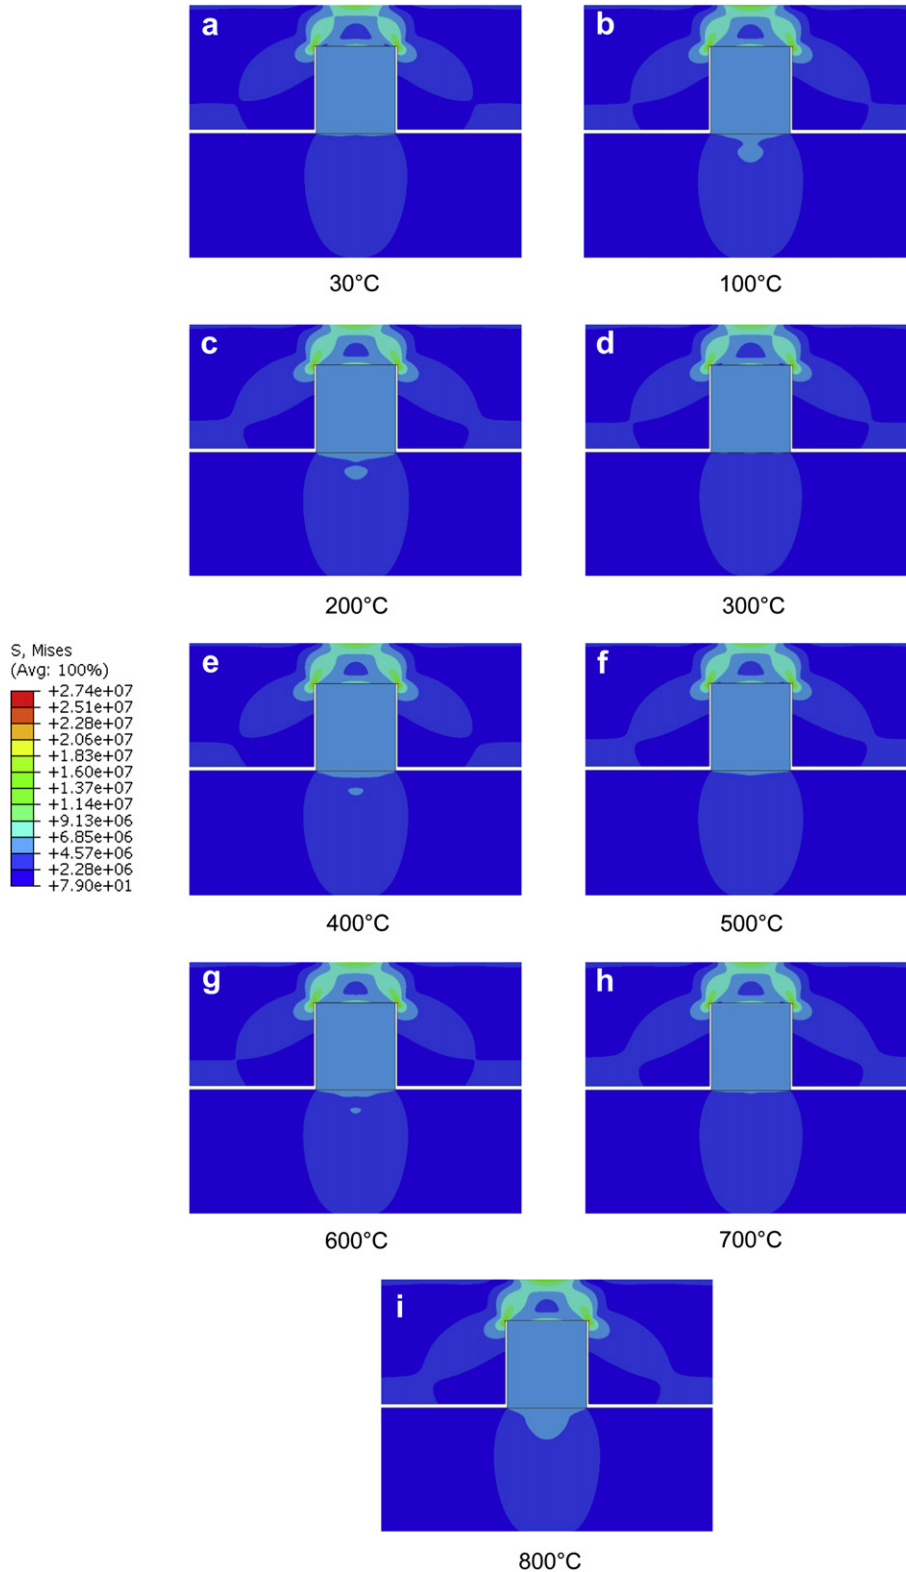 a
b
30°C
100°C
c
d
200°C
300°C
S, Mises
(Avg: 100%)
+2.74e+07
+2.51e+07
+2.28e+07
+2.06e+07
+1.83e+07
+1.60e+07
+1.37e+07
+1.14e+07
+9.13e+06
+6.85e+06
+4.57e+06
+2.28e+06
+7.90e+01
e
f
400°C
500°C
g
h
600°C
700°C
i
800°C